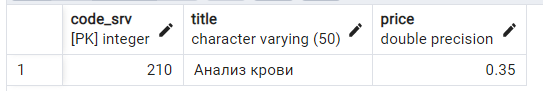 code_srv title price
[PK] integer character varying (50) double precision
1 210 Анализ крови 0.35